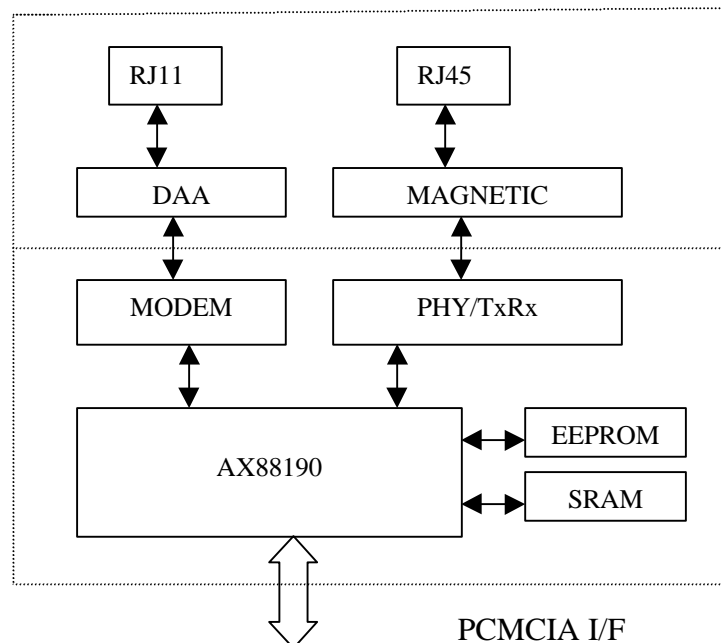 RJ11
RJ45
DAA
MAGNETIC
MODEM
PHY/TxRx
AX88190
EEPROM
SRAM
PCMCIA I/F